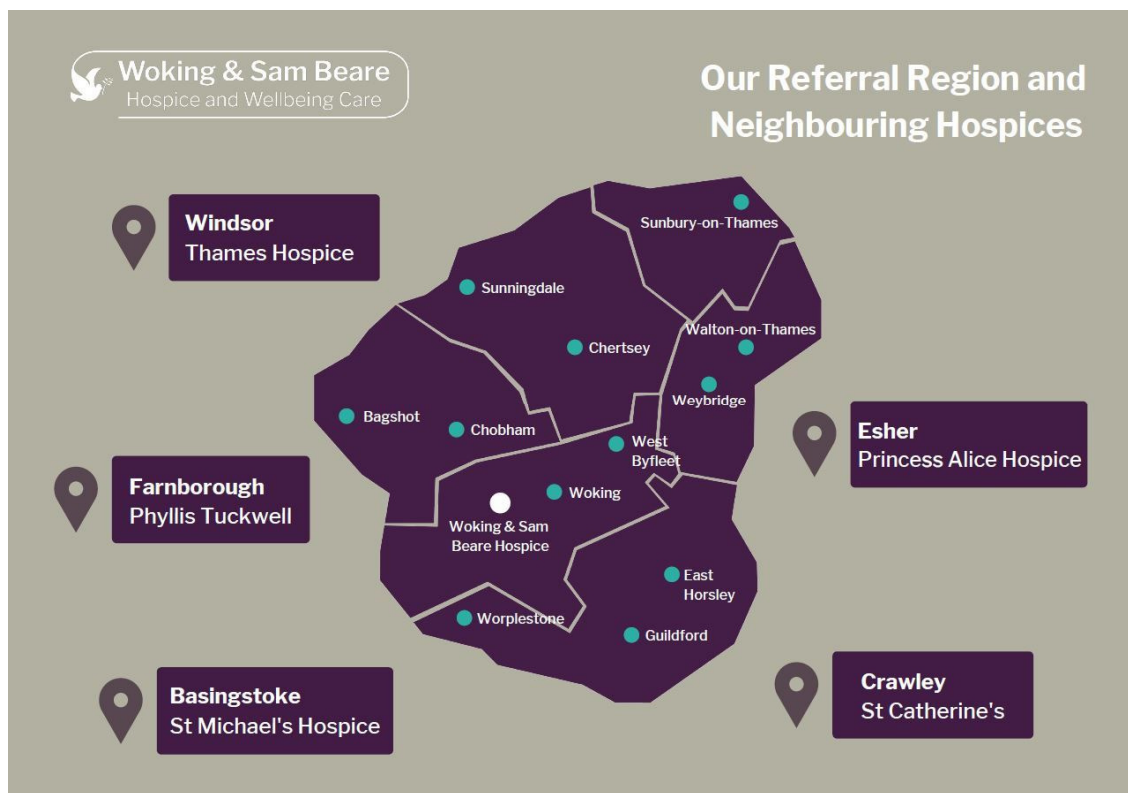 Woking & Sam Beare
Hospice and Wellbeing Care
Our Referral Region and
Neighbouring Hospices
Windsor
Thames Hospice
Farnborough
Phyllis Tuckwell
Basingstoke
St Michael's Hospice
Sunbury-on-Thames
Sunningdale
Chertsey
Walton-on-Thames
Weybridge
Bagshot
Chobham
West
Byfleet
Woking
Woking & Sam
Beare Hospice
East
Horsley
Worplestone
Guildford
Esher
Princess Alice Hospice
Crawley
St Catherine's